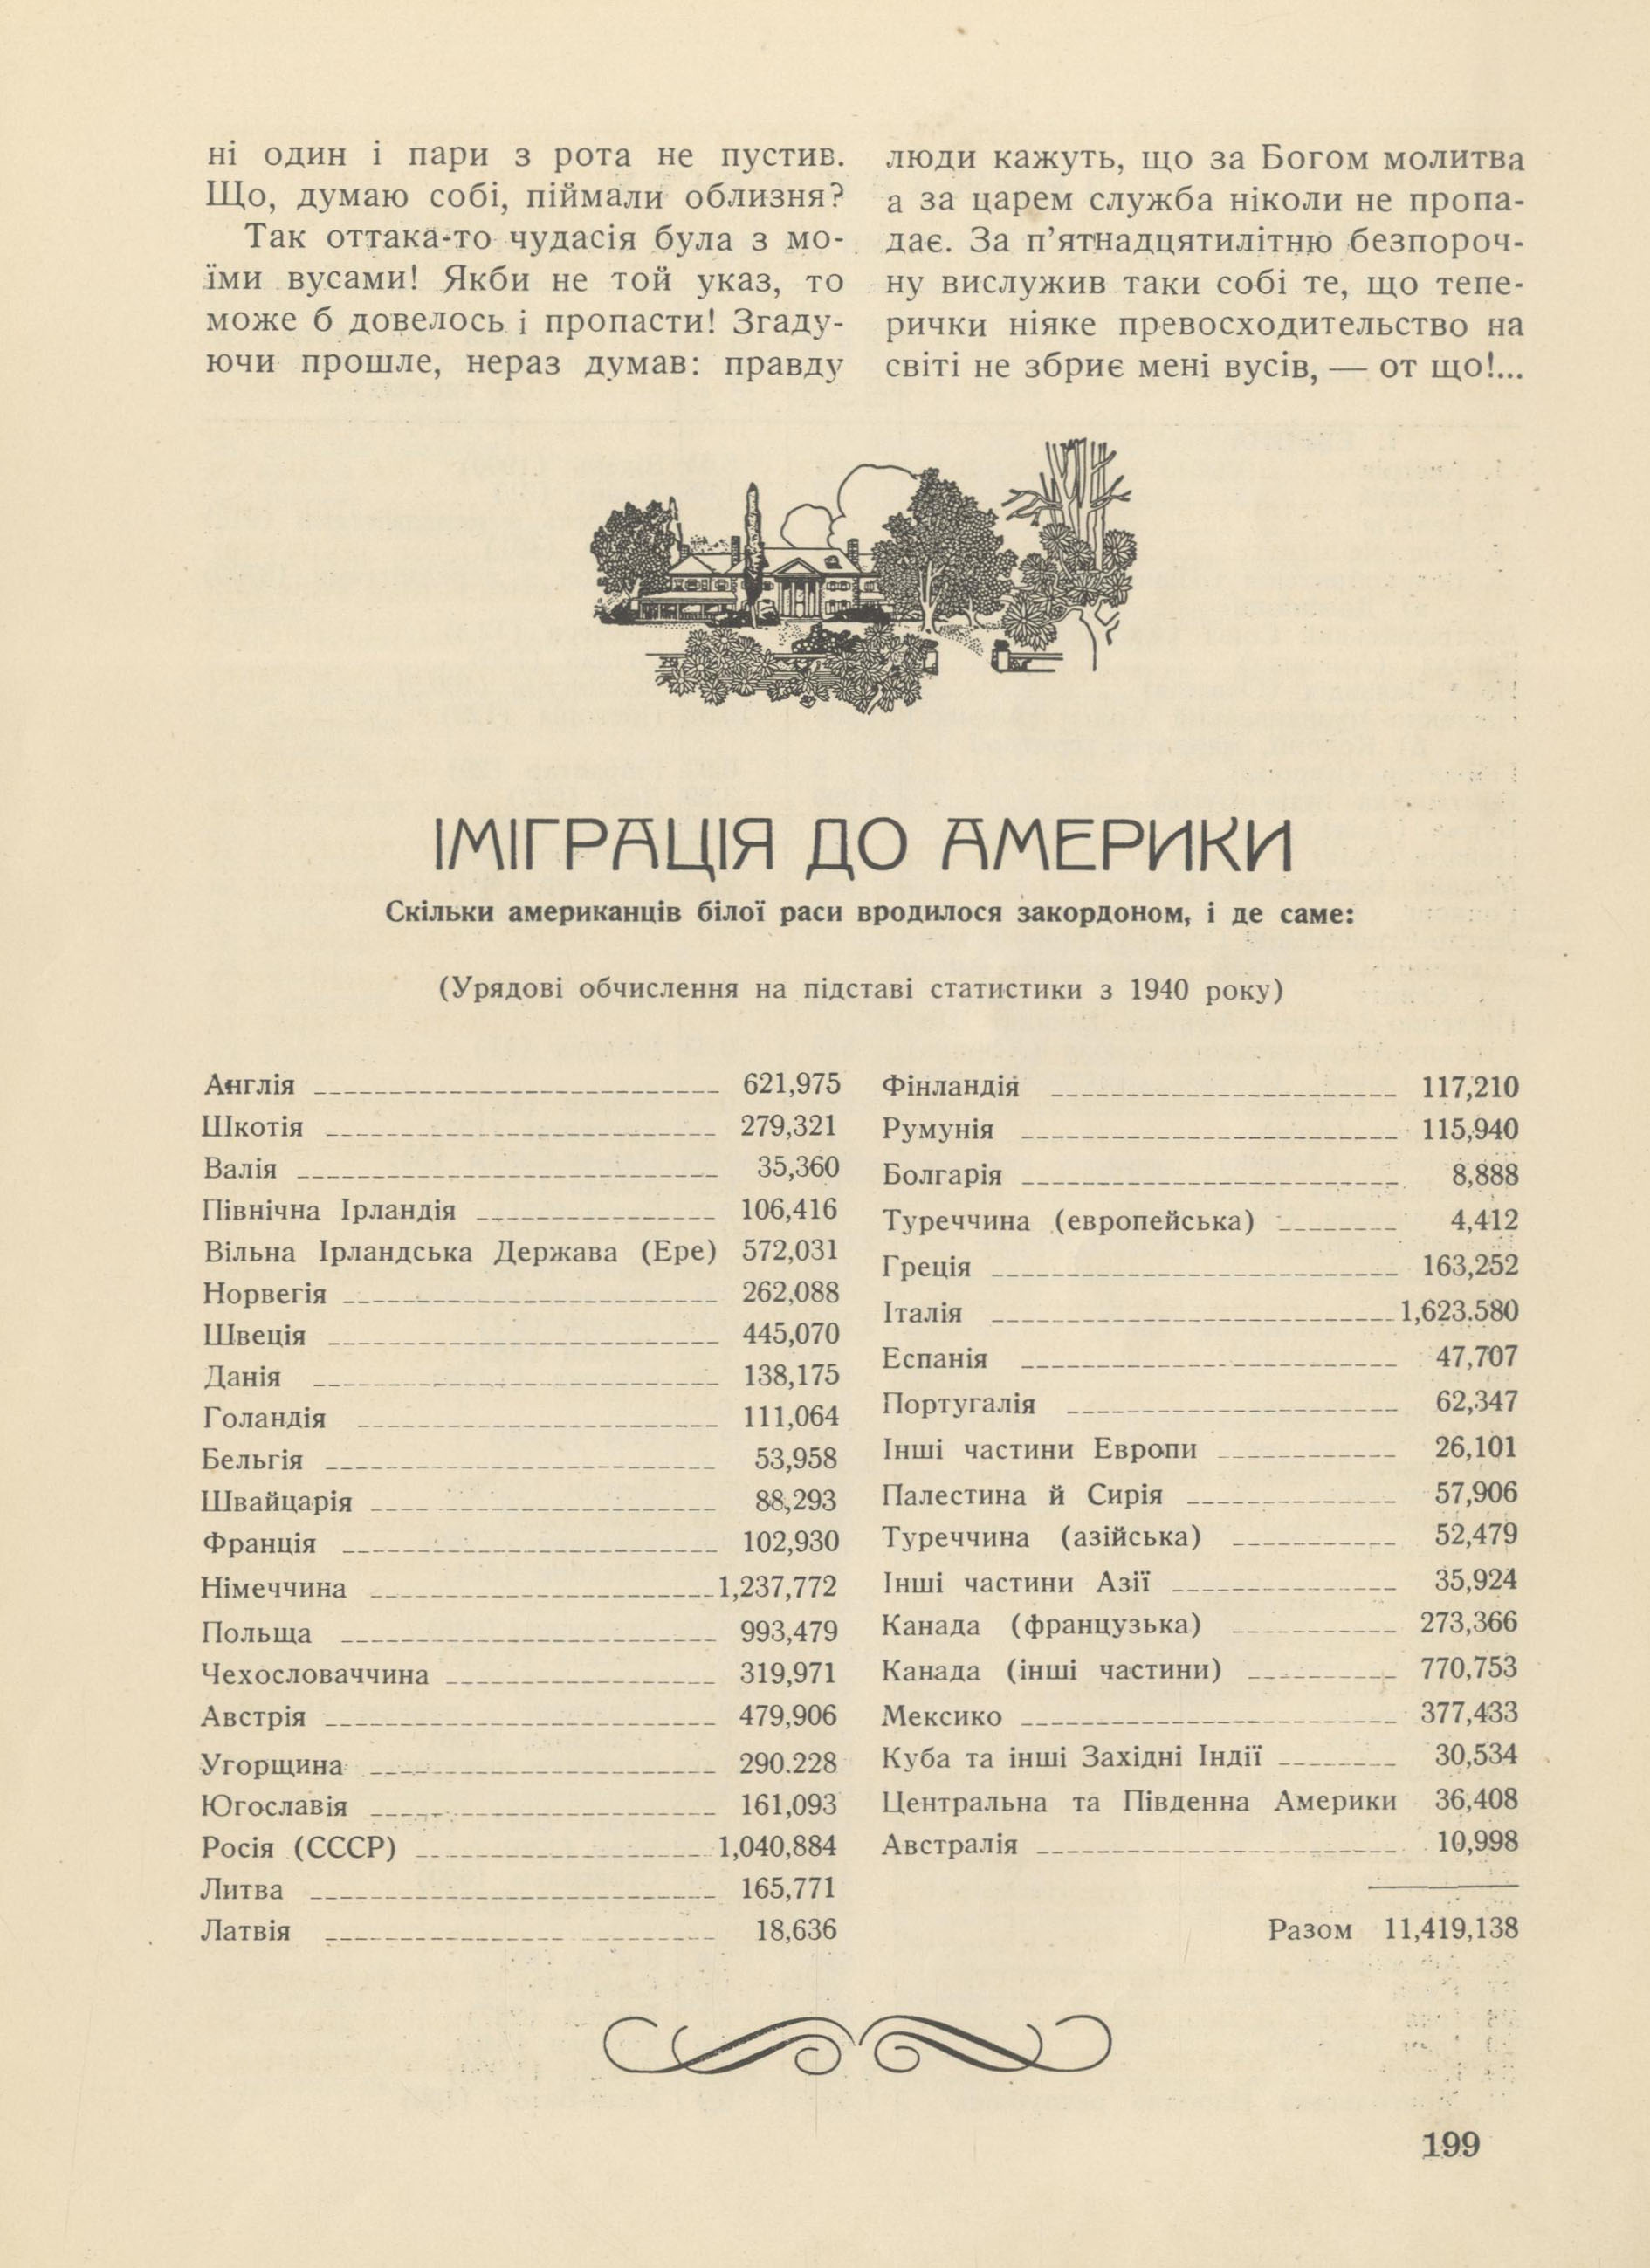 ні один і пари з рота не пустив.
Що, думаю собі, піймали облизня?
Так оттака-то чудасія була з мо-
їми вусами! Якби не той указ, то
може б довелось і пропасти! Згаду-
ючи прошле, нераз думав: правду
люди кажуть, що за Богом молитва
а за царем служба ніколи не пропа-
дає. За п'ятнадцятилітню безпороч-
ну вислужив таки собі те, що тепе-
рички ніяке превосходительство на
світі не збриє мені вусів, — от що!...
ІМІГРАЦІЯ ДО АМЕРИКИ
Скільки американців білої раси вродилося закордоном, і де саме:
(Урядові обчислення на підставі статистики з 1940 року)
Англія 621,975
Шкотія 279,321
Валія 35,360
Північна Ірландія 106,416
Вільна Ірландська Держава (Ере) 572,031
Норвегія 262,088
Швеція 445,070
Данія 138,175
Голандія 111,064
Бельгія 53,958
Швайцарія 88,293
Франція 102,930
Німеччина 1,237,772
Польща 993,479
Чехословаччина 319,971
Австрія 479,906
Угорщина 290.228
Югославія 161,093
Росія (СССР) 1,040,884
Литва 165,771
Латвія 18,636
Фінландія 117,210
Румунія 115,940
Болгарія 8,888
Туреччина (европейська) 4,412
Греція 163,252
Італія 1,623.580
Еспанія 47,707
Португалія 62,347
Інші частини Европи 26,101
Палестина й Сирія 57,906
Туреччина (азійська) 52,479
Інші частини Азії 35,924
Канада (французька) 273,366
Канада (інші частини) 770,753
Мексико 377,433
Куба та інші Західні Індії 30,534
Центральна та Південна Америки 36,408
Австралія 10,998
Разом 11,419,138
199